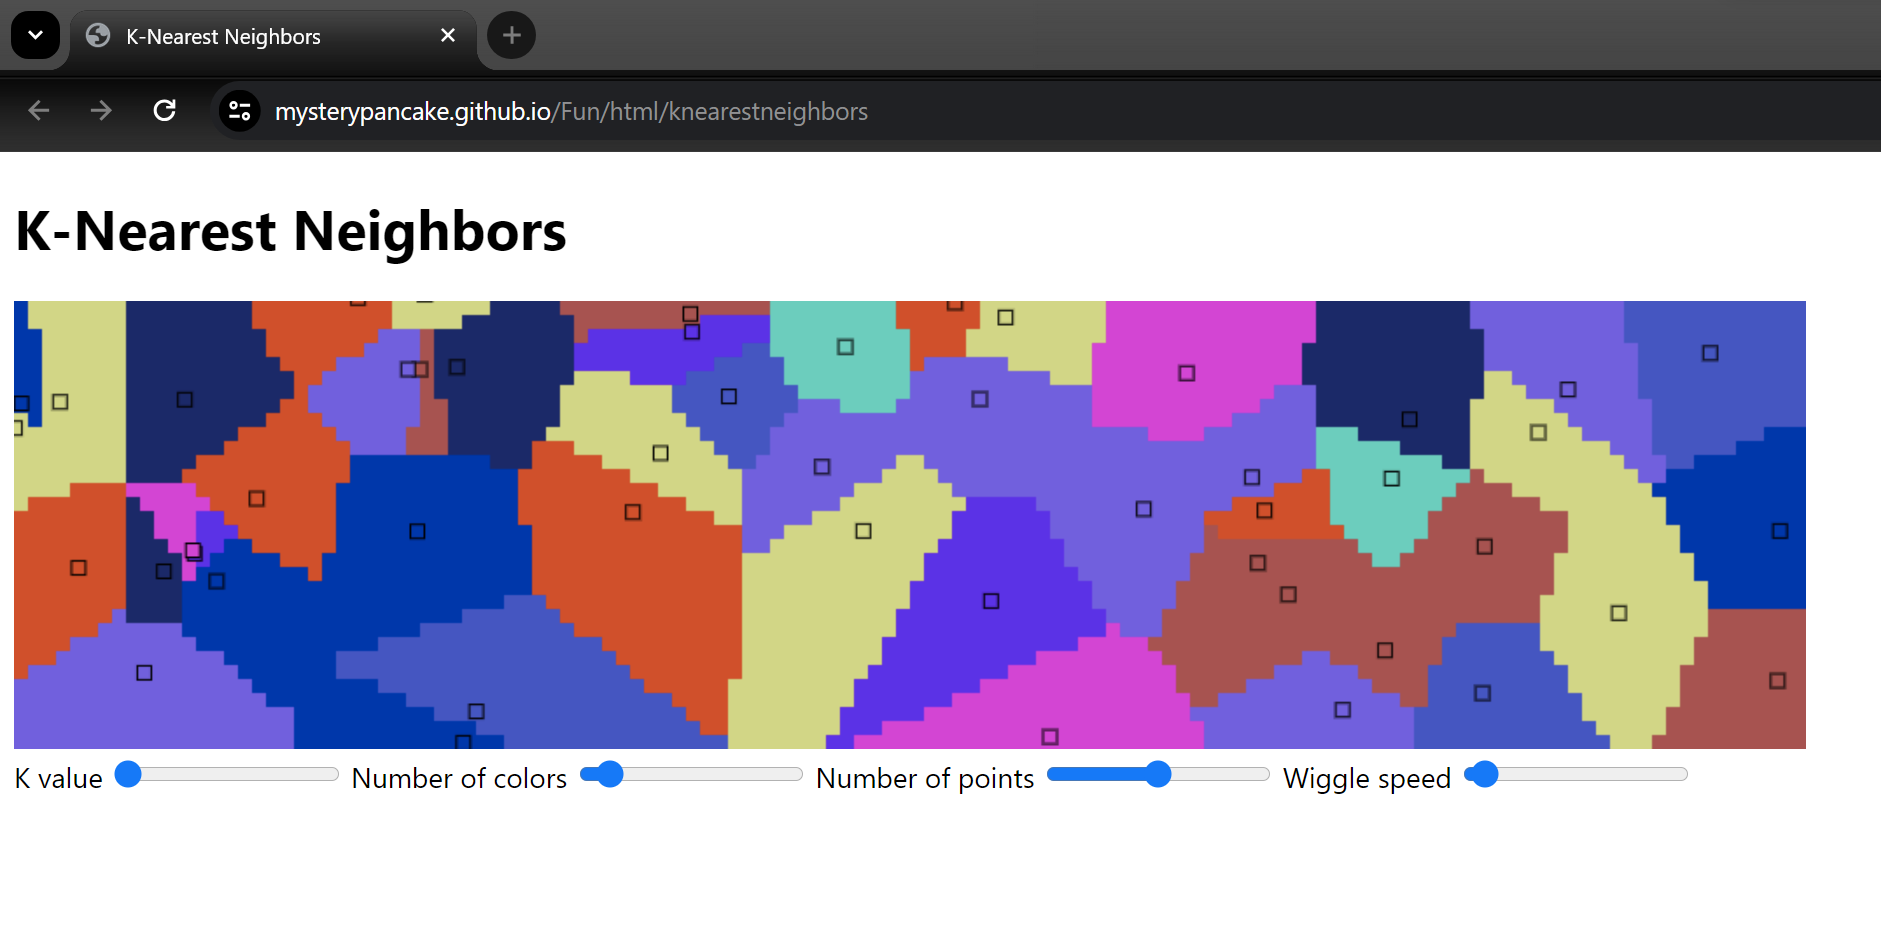 K-Nearest Neighbors
mysterypancake.github.io/Fun/html/knearestneighbors
K-Nearest Neighbors
K value Number of colors Number of points Wiggle speed